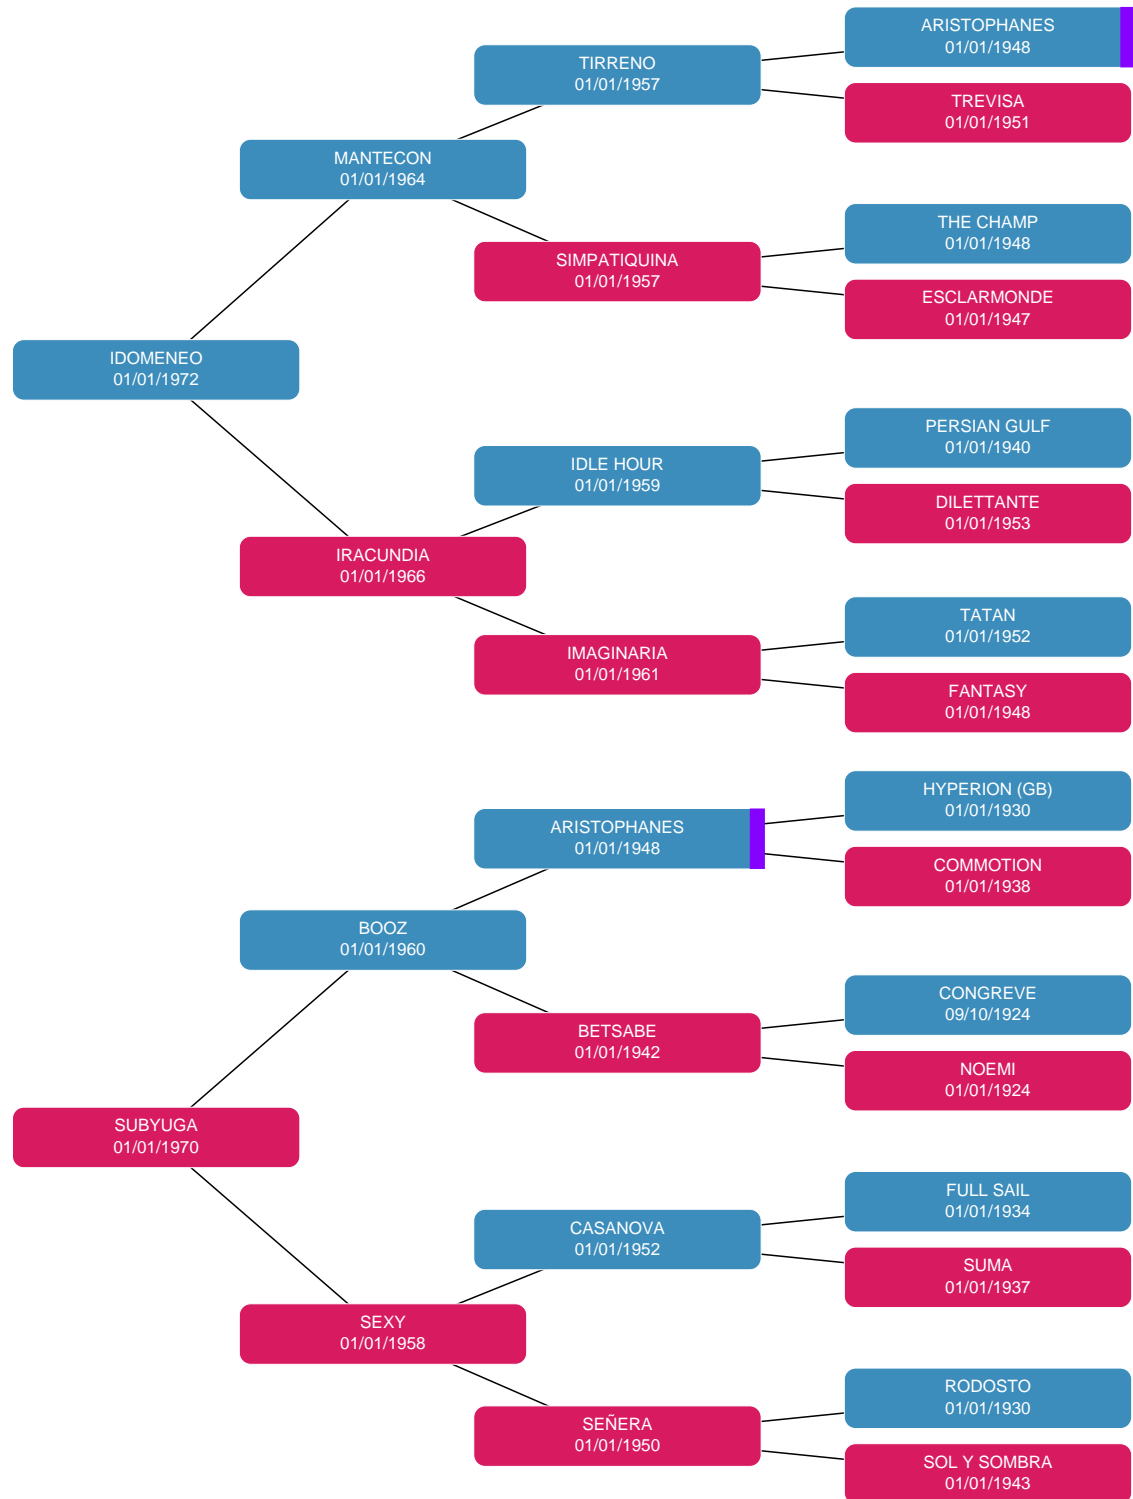 ARISTOPHANES
01/01/1948
TIRRENO
01/01/1957
TREVISA
01/01/1951
MANTECON
01/01/1964
THE CHAMP
01/01/1948
SIMPATIQUINA
01/01/1957
ESCLARMONDE
01/01/1947
IDOMENEO
01/01/1972
PERSIAN GULF
01/01/1940
IDLE HOUR
01/01/1959
DILETTANTE
01/01/1953
IRACUNDIA
01/01/1966
TATAN
01/01/1952
IMAGINARIA
01/01/1961
FANTASY
01/01/1948
HYPERION (GB)
01/01/1930
ARISTOPHANES
01/01/1948
COMMOTION
01/01/1938
BOOZ
01/01/1960
CONGREVE
09/10/1924
BETSABE
01/01/1942
NOEMI
01/01/1924
SUBYUGA
01/01/1970
FULL SAIL
01/01/1934
CASANOVA
01/01/1952
SUMA
01/01/1937
SEXY
01/01/1958
RODOSTO
01/01/1930
SEÑERA
01/01/1950
SOL Y SOMBRA
01/01/1943